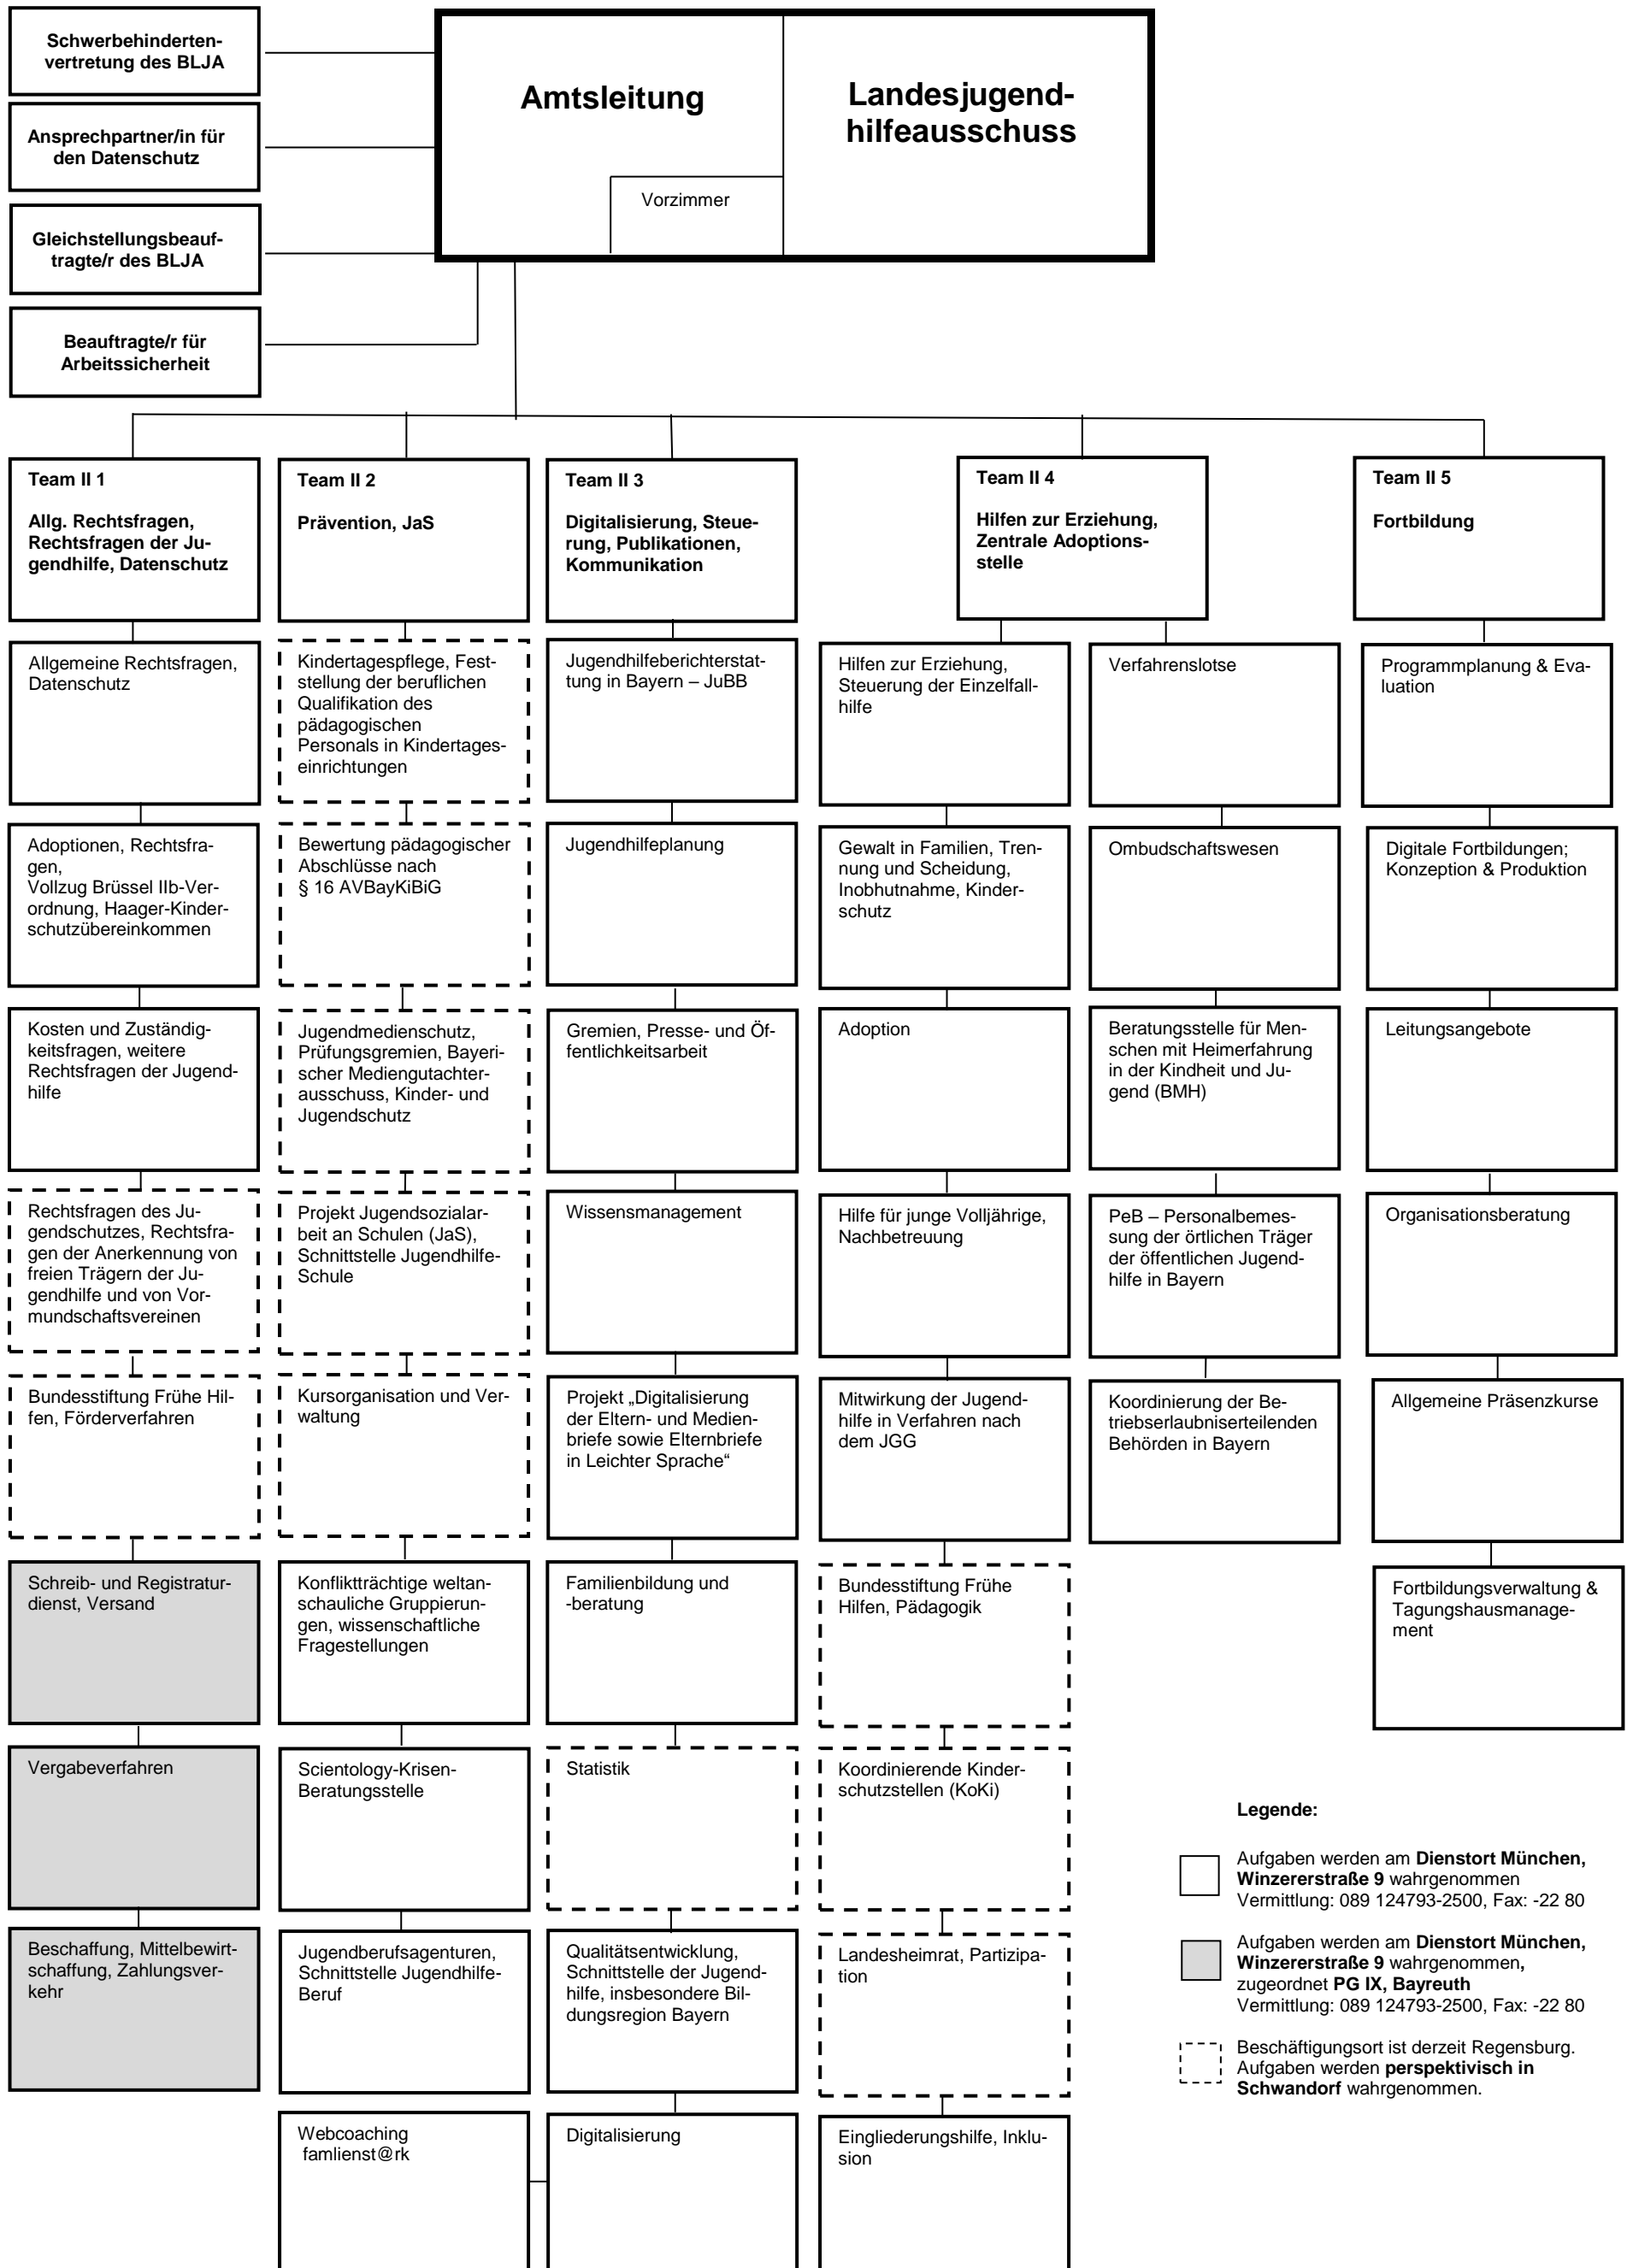 Schwerbehinderten-
vertretung des BLJA
Ansprechpartner/in für
den Datenschutz
Gleichstellungsbeauf-
tragte/r des BLJA
Beauftragte/r für
Arbeitssicherheit
Amtsleitung
Vorzimmer
Landesjugend-
hilfeausschuss
Team II 1
Allg. Rechtsfragen,
Rechtsfragen der Ju-
gendhilfe, Datenschutz
Allgemeine Rechtsfragen,
Datenschutz
Adoptionen, Rechtsfra-
gen,
Vollzug Brüssel IIb-Ver-
ordnung, Haager-Kinder-
schutzübereinkommen
Kosten und Zuständig-
keitsfragen, weitere
Rechtsfragen der Jugend-
hilfe
Rechtsfragen des Ju-
gendschutzes, Rechtsfra-
gen der Anerkennung von
freien Trägern der Ju-
gendhilfe und von Vor-
mundschaftsvereinen
Bundesstiftung Frühe Hil-
fen, Förderverfahren
Schreib- und Registratur-
dienst, Versand
Vergabeverfahren
Beschaffung, Mittelbewirt-
schaffung, Zahlungsver-
kehr
Team II 2
Prävention, JaS
Kindertagespflege, Fest-
stellung der beruflichen
Qualifikation des
pädagogischen
Personals in Kindertages-
einrichtungen
Bewertung pädagogischer
Abschlüsse nach
§ 16 AVBayKiBiG
Jugendmedienschutz,
Prüfungsgremien, Bayeri-
scher Mediengutachter-
ausschuss, Kinder- und
Jugendschutz
Projekt Jugendsozialar-
beit an Schulen (JaS),
Schnittstelle Jugendhilfe-
Schule
Kursorganisation und Ver-
waltung
Konfliktträchtige weltan-
schauliche Gruppierun-
gen, wissenschaftliche
Fragestellungen
Scientology-Krisen-
Beratungsstelle
Jugendberufsagenturen,
Schnittstelle Jugendhilfe-
Beruf
Webcoaching
famlienst@rk
Team II 3
Digitalisierung, Steue-
rung, Publikationen,
Kommunikation
Jugendhilfeberichterstat-
tung in Bayern – JuBB
Jugendhilfeplanung
Gremien, Presse- und Öf-
fentlichkeitsarbeit
Wissensmanagement
Projekt „Digitalisierung
der Eltern- und Medien-
briefe sowie Elternbriefe
in Leichter Sprache“
Familienbildung und
-beratung
Statistik
Qualitätsentwicklung,
Schnittstelle der Jugend-
hilfe, insbesondere Bil-
dungsregion Bayern
Digitalisierung
Team II 4
Hilfen zur Erziehung,
Zentrale Adoptions-
stelle
Hilfen zur Erziehung,
Steuerung der Einzelfall-
hilfe
Gewalt in Familien, Tren-
nung und Scheidung,
Inobhutnahme, Kinder-
schutz
Adoption
Hilfe für junge Volljährige,
Nachbetreuung
Mitwirkung der Jugend-
hilfe in Verfahren nach
dem JGG
Bundesstiftung Frühe
Hilfen, Pädagogik
Koordinierende Kinder-
schutzstellen (KoKi)
Landesheimrat, Partizipa-
tion
Eingliederungshilfe, Inklu-
sion
Verfahrenslotse
Ombudschaftswesen
Beratungsstelle für Men-
schen mit Heimerfahrung
in der Kindheit und Ju-
gend (BMH)
PeB – Personalbemes-
sung der örtlichen Träger
der öffentlichen Jugend-
hilfe in Bayern
Koordinierung der Be-
triebserlaubniserteilenden
Behörden in Bayern
Team II 5
Fortbildung
Programmplanung & Eva-
luation
Digitale Fortbildungen;
Konzeption & Produktion
Leitungsangebote
Organisationsberatung
Allgemeine Präsenzkurse
Fortbildungsverwaltung &
Tagungshausmanage-
ment
Legende:
Aufgaben werden am Dienstort München,
Winzererstraße 9 wahrgenommen
Vermittlung: 089 124793-2500, Fax: -22 80
Aufgaben werden am Dienstort München,
Winzererstraße 9 wahrgenommen,
zugeordnet PG IX, Bayreuth
Vermittlung: 089 124793-2500, Fax: -22 80
Beschäftigungsort ist derzeit Regensburg.
Aufgaben werden perspektivisch in
Schwandorf wahrgenommen.